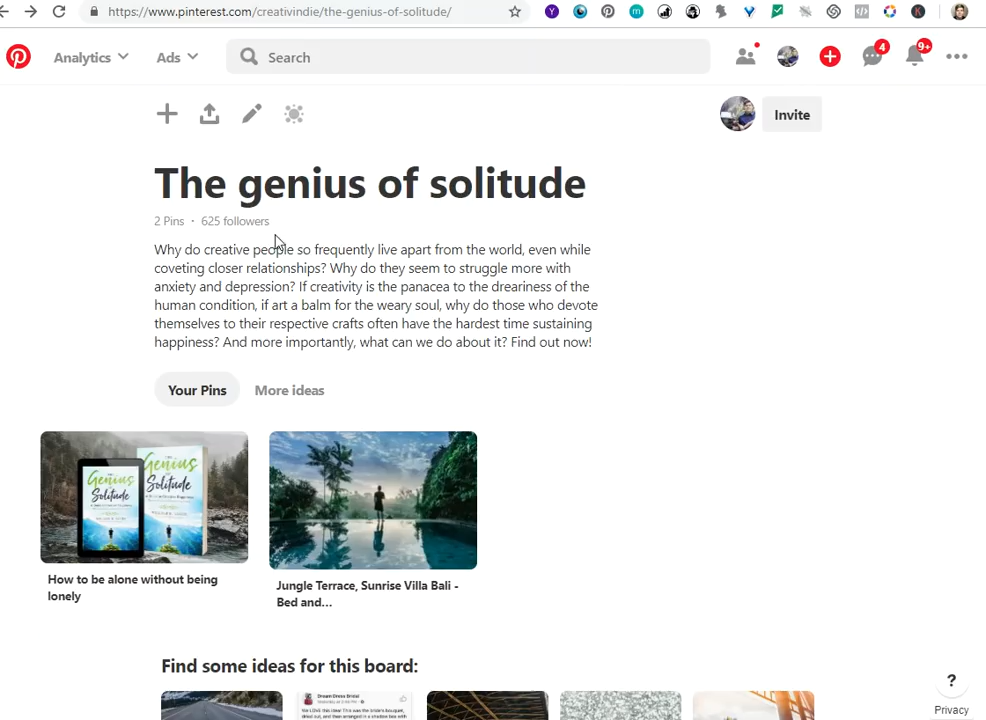 https://www.pinterest.com/creativindie/the-genius-of-solitude/
Analytics
Ads
Search
4
9+
Invite
The genius of solitude
2 Pins · 625 followers
Why do creative people so frequently live apart from the world, even while
coveting closer relationships? Why do they seem to struggle more with
anxiety and depression? If creativity is the panacea to the dreariness of the
human condition, if art a balm for the weary soul, why do those who devote
themselves to their respective crafts often have the hardest time sustaining
happiness? And more importantly, what can we do about it? Find out now!
Your Pins
More ideas
Genius
Solitude
Genius
Solitude
How to be alone without being
lonely
Jungle Terrace, Sunrise Villa Bali -
Bed and...
Find some ideas for this board:
Dream Dress Bridal
?
Privacy